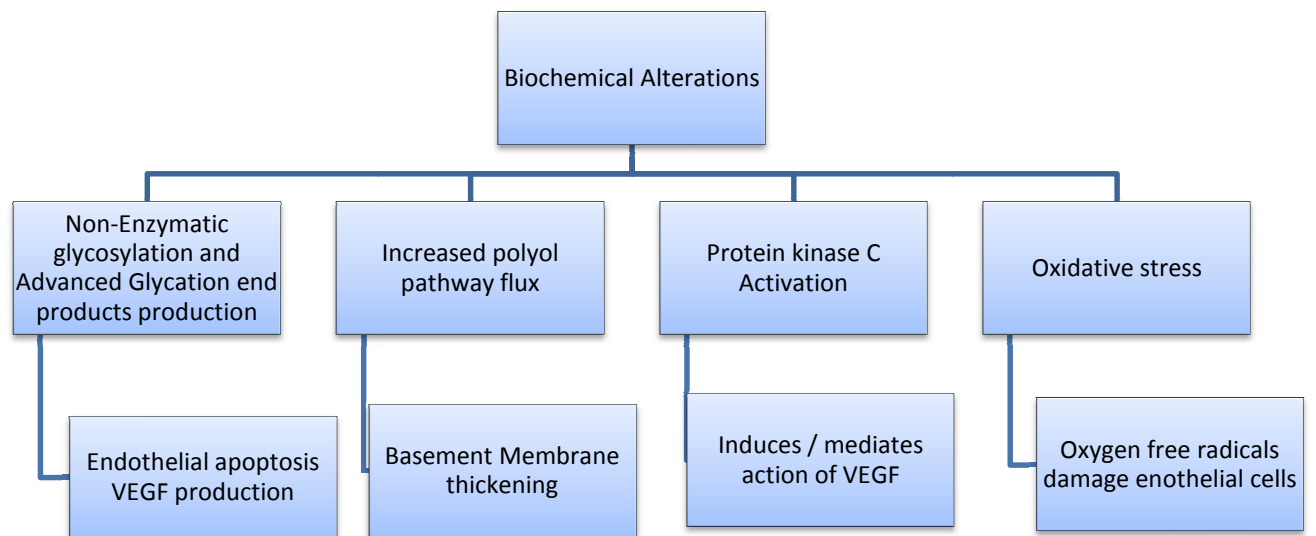 Biochemical Alterations
Non-Enzymatic
glycosylation and
Advanced Glycation end
products production
Increased polyol
pathway flux
Protein kinase C
Activation
Oxidative stress
Endothelial apoptosis
VEGF production
Basement Membrane
thickening
Induces / mediates
action of VEGF
Oxygen free radicals
damage enothelial cells